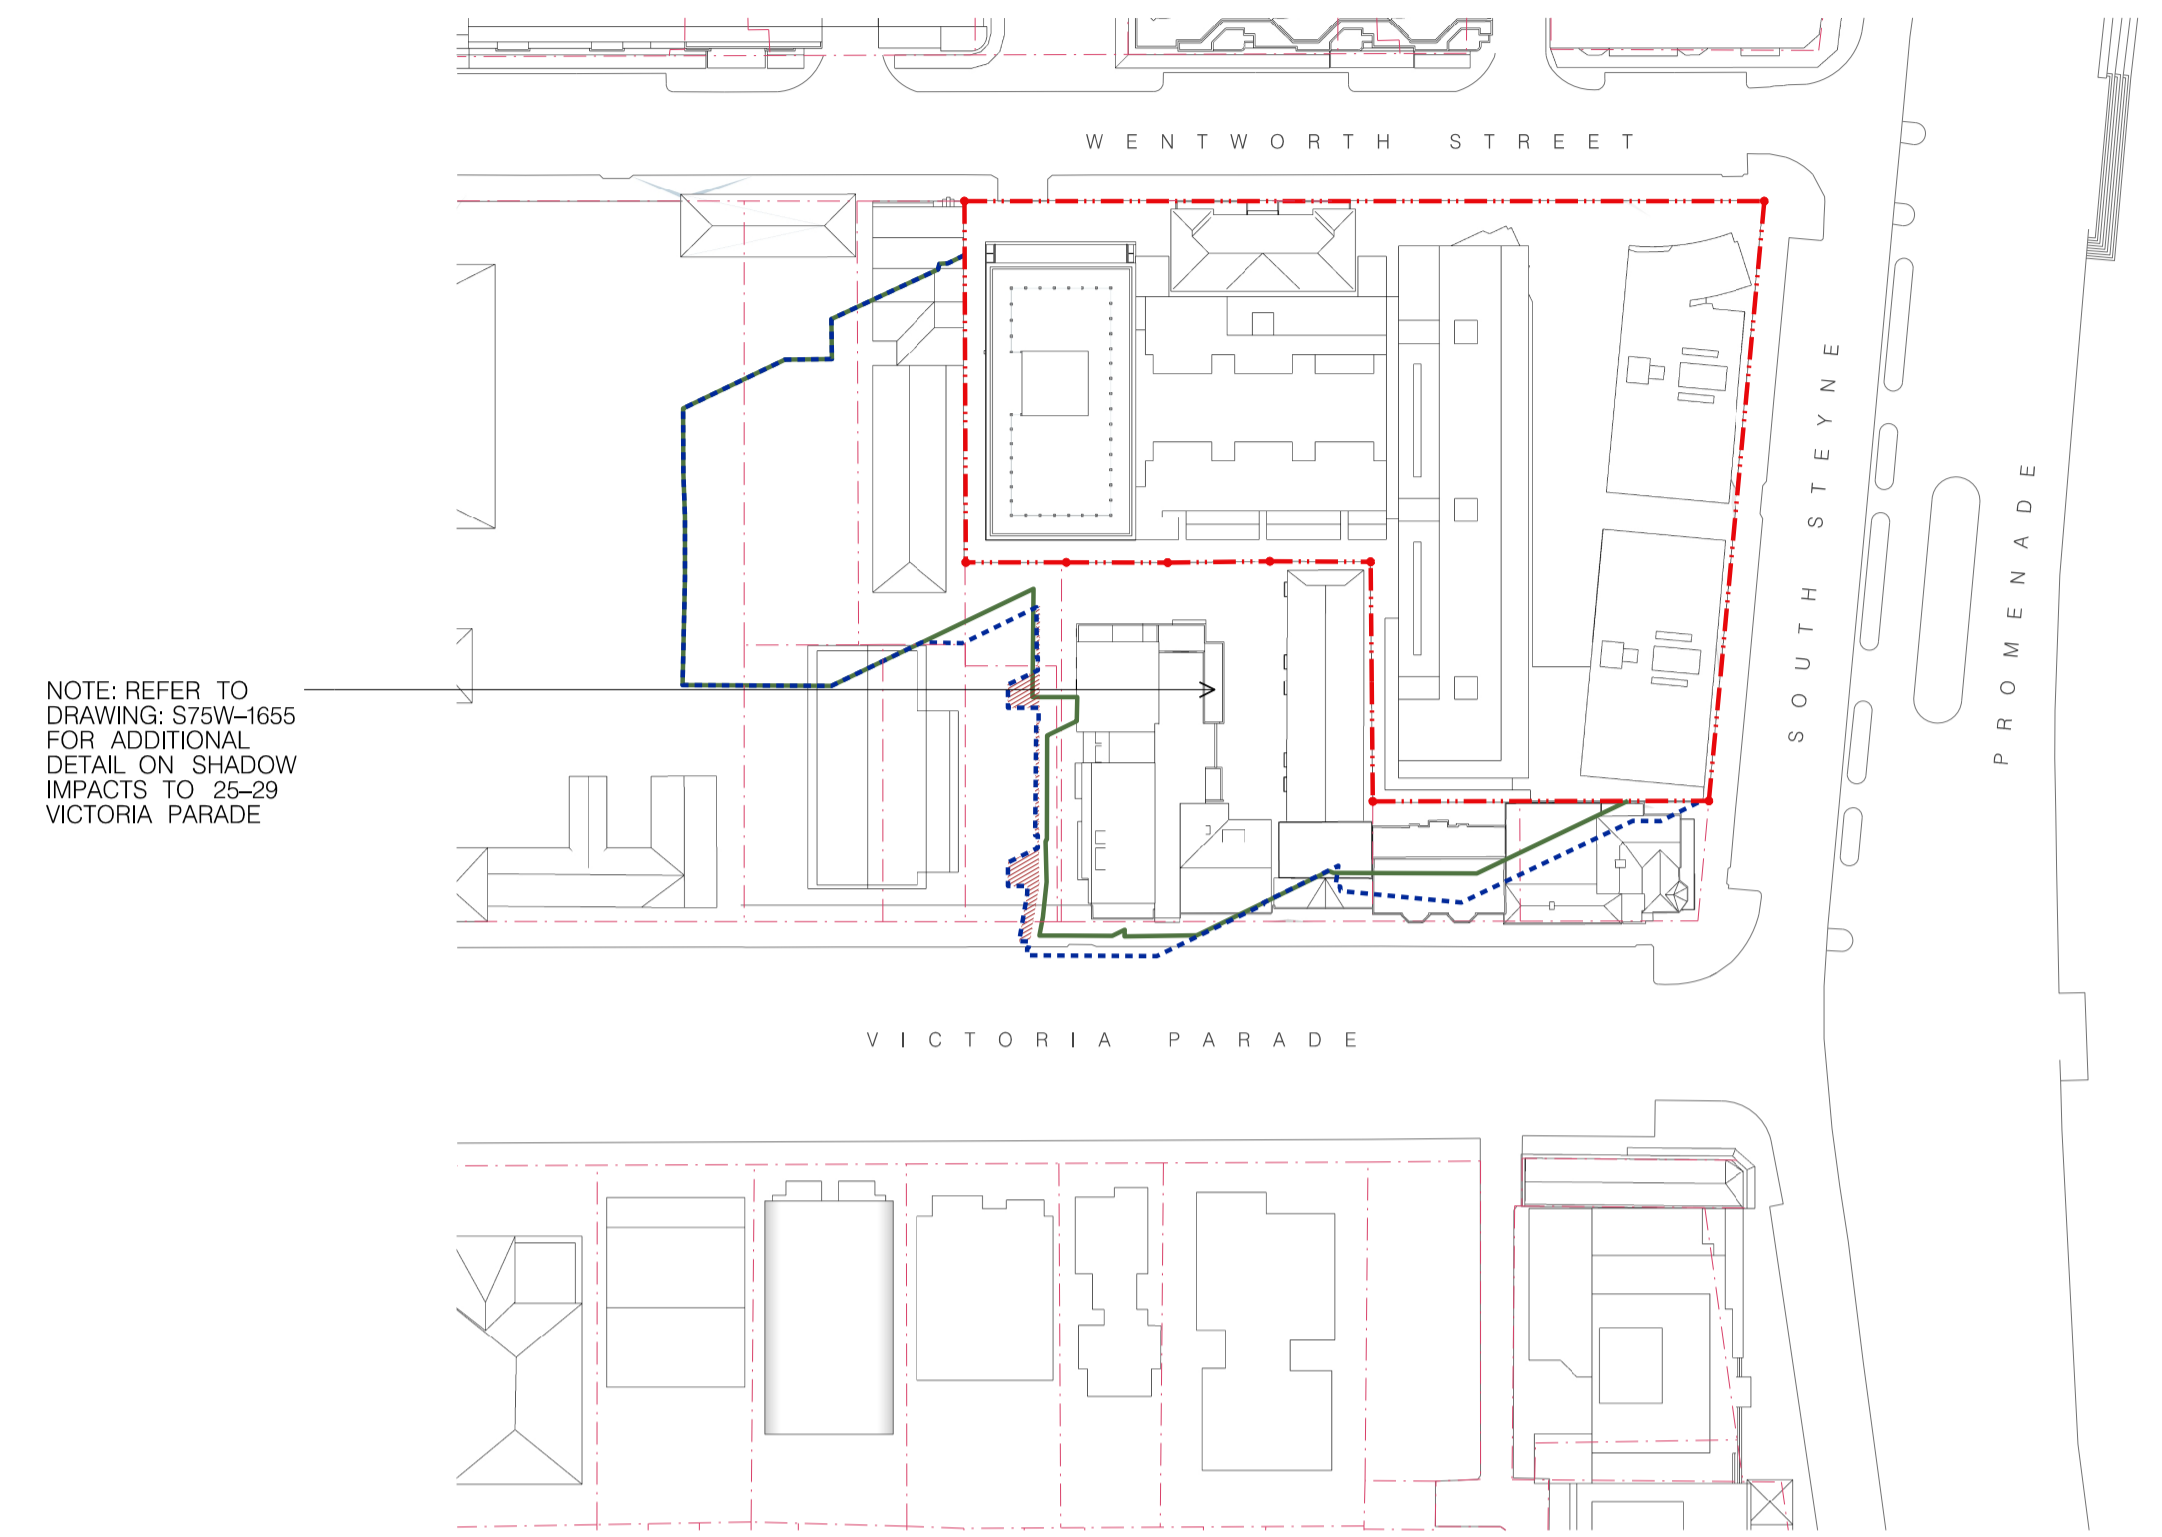 WENTWORTH STREET
SOUTH STEYNE
PROMENADE
NOTE: REFER TO
DRAWING: S75W–1655
FOR ADDITIONAL
DETAIL ON SHADOW
IMPACTS TO 25–29
VICTORIA PARADE
VICTORIA PARADE